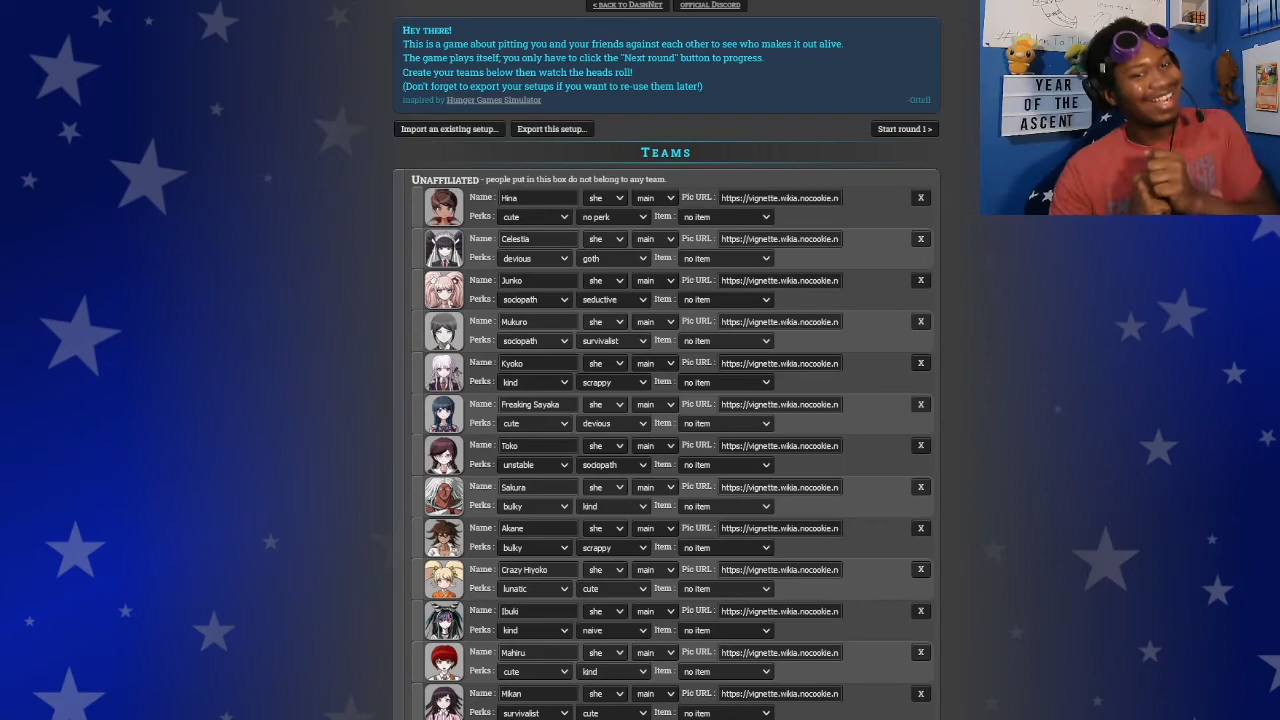 < BACK TO DASHNET OFFICIAL DISCORD
HEY THERE!
This is a game about pitting you and your friends against each other to see who makes it out alive.
The game plays itself, you only have to click the "Next round" button to progress.
Create your teams below then watch the heads roll!
(Don't forget to export your setups if you want to re-use them later!)
inspired by Hunger Games Simulator -Orteil
Import an existing setup... Export this setup... Start round 1 >
TEAMS
UNAFFILIATED - people put in this box do not belong to any team.
Name : Hina she main Pic URL : https://vignette.wikia.nocookie.n X
Perks : cute no perk Item : no item
Name : Celestia she main Pic URL : https://vignette.wikia.nocookie.n X
Perks : devious goth Item : no item
Name : Junko she main Pic URL : https://vignette.wikia.nocookie.n X
Perks : sociopath seductive Item : no item
Name : Mukuro she main Pic URL : https://vignette.wikia.nocookie.n X
Perks : sociopath survivalist Item : no item
Name : Kyoko she main Pic URL : https://vignette.wikia.nocookie.n X
Perks : kind scrappy Item : no item
Name : Freaking Sayaka she main Pic URL : https://vignette.wikia.nocookie.n X
Perks : cute devious Item : no item
Name : Toko she main Pic URL : https://vignette.wikia.nocookie.n X
Perks : unstable sociopath Item : no item
Name : Sakura she main Pic URL : https://vignette.wikia.nocookie.n X
Perks : bulky kind Item : no item
Name : Akane she main Pic URL : https://vignette.wikia.nocookie.n X
Perks : bulky scrappy Item : no item
Name : Crazy Hiyoko she main Pic URL : https://vignette.wikia.nocookie.n X
Perks : lunatic cute Item : no item
Name : Ibuki she main Pic URL : https://vignette.wikia.nocookie.n X
Perks : kind naive Item : no item
Name : Mahiru she main Pic URL : https://vignette.wikia.nocookie.n X
Perks : cute kind Item : no item
Name : Mikan she main Pic URL : https://vignette.wikia.nocookie.n X
Perks : survivalist cute Item : no item
YEAR
OF THE
ASCENT